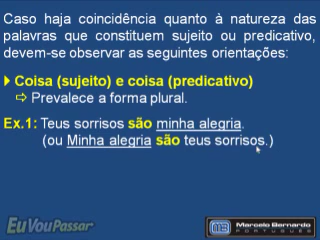 Caso haja coincidência quanto à natureza das
palavras que constituem sujeito ou predicativo,
devem-se observar as seguintes orientações:
Coisa (sujeito) e coisa (predicativo)
Prevalece a forma plural.
Ex.1: Teus sorrisos são minha alegria.
(ou Minha alegria são teus sorrisos.)
EuVouPassar
MB Marcelo Bernardo
PORTUGUÊS